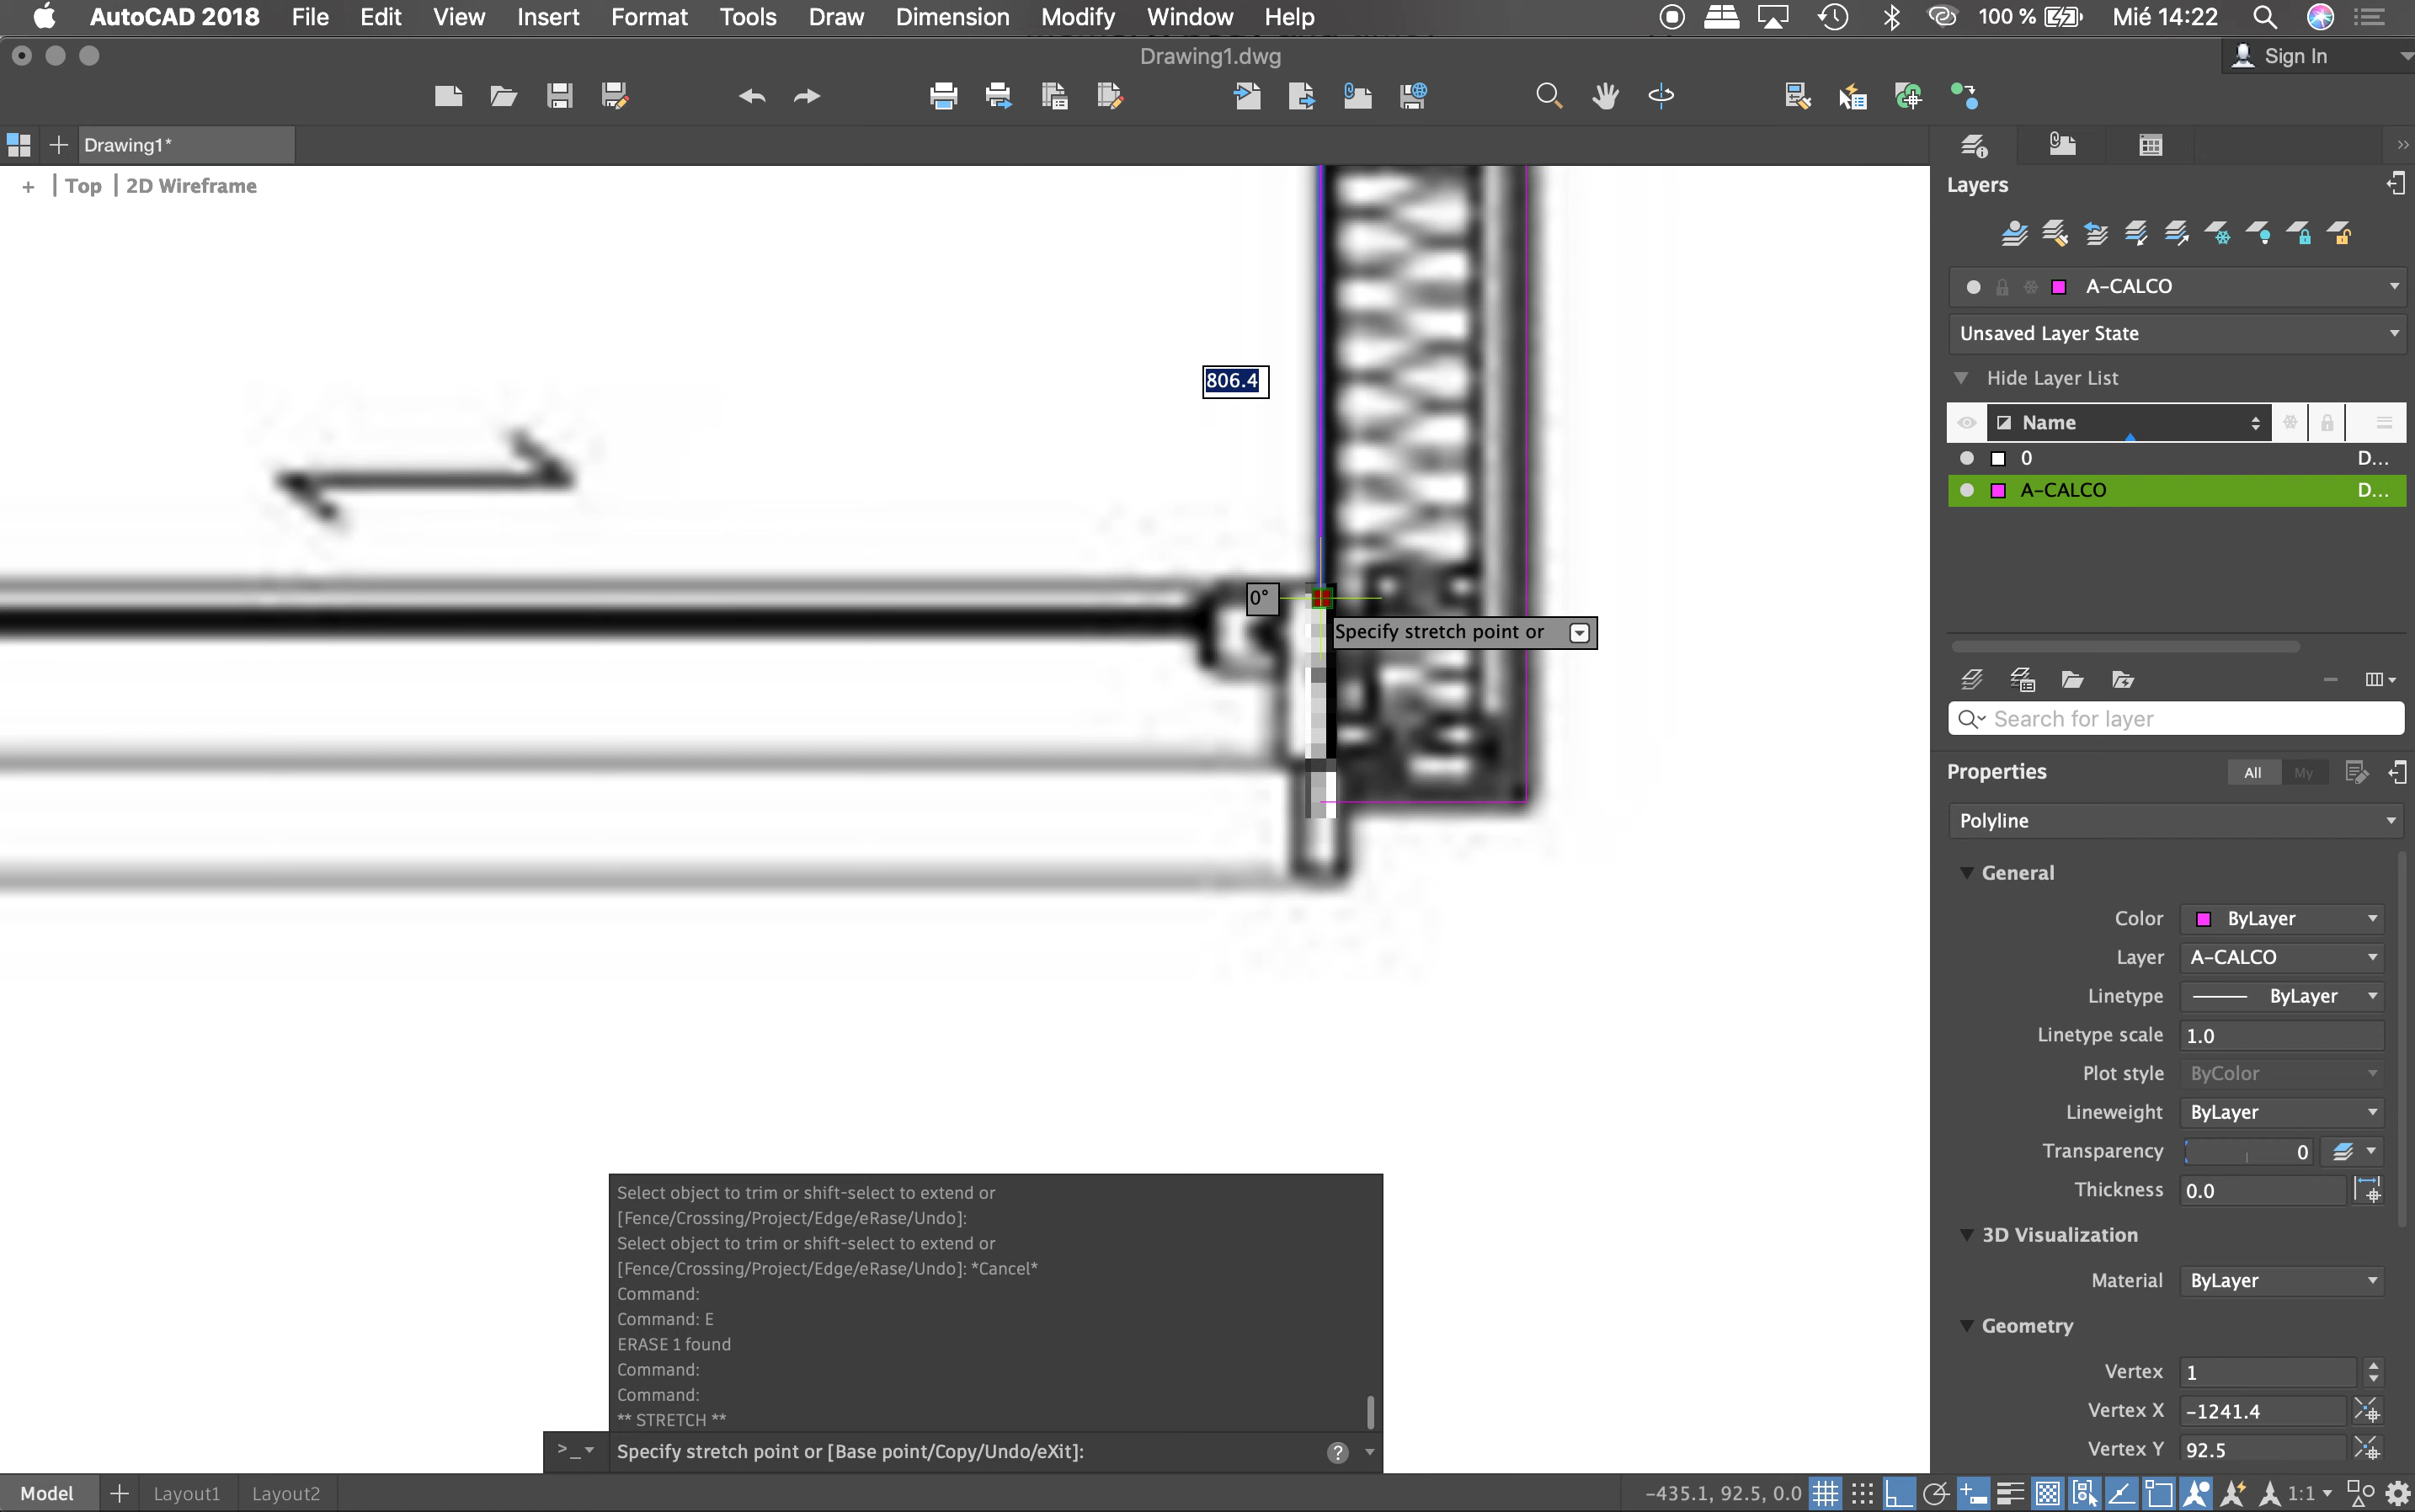 AutoCAD 2018 File Edit View Insert Format Tools Draw Dimension Modify Window Help 100 % Mié 14:22
Drawing1.dwg Sign In
Drawing1*
Top 2D Wireframe
Layers
A-CALCO
Unsaved Layer State
Hide Layer List
Name
0 D...
A-CALCO D...
806.4
0°
Specify stretch point or
Search for layer
Properties All My
Polyline
General
Color ByLayer
Layer A-CALCO
Linetype ByLayer
Linetype scale 1.0
Plot style ByColor
Lineweight ByLayer
Transparency 0
Thickness 0.0
3D Visualization
Material ByLayer
Geometry
Vertex 1
Vertex X -1241.4
Vertex Y 92.5
Select object to trim or shift-select to extend or
[Fence/Crossing/Project/Edge/eRase/Undo]:
Select object to trim or shift-select to extend or
[Fence/Crossing/Project/Edge/eRase/Undo]: *Cancel*
Command:
Command: E
ERASE 1 found
Command:
Command:
** STRETCH **
>_ Specify stretch point or [Base point/Copy/Undo/eXit]: ?
Model Layout1 Layout2 -435.1, 92.5, 0.0 1:1